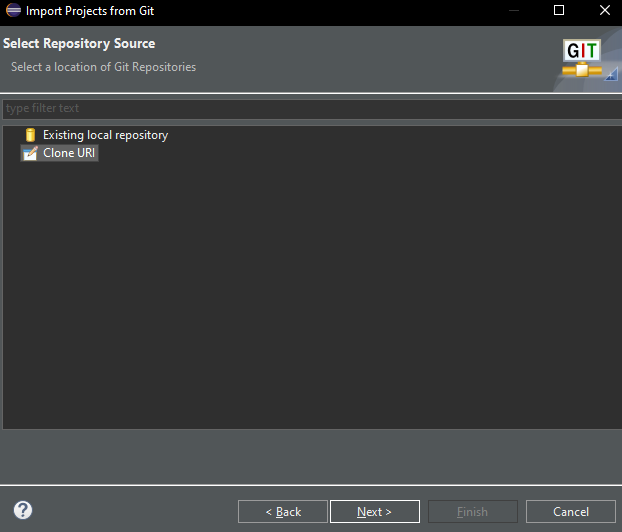 Import Projects from Git
Select Repository Source
Select a location of Git Repositories
GIT
type filter text
Existing local repository
Clone URI
?
< Back
Next >
Finish
Cancel